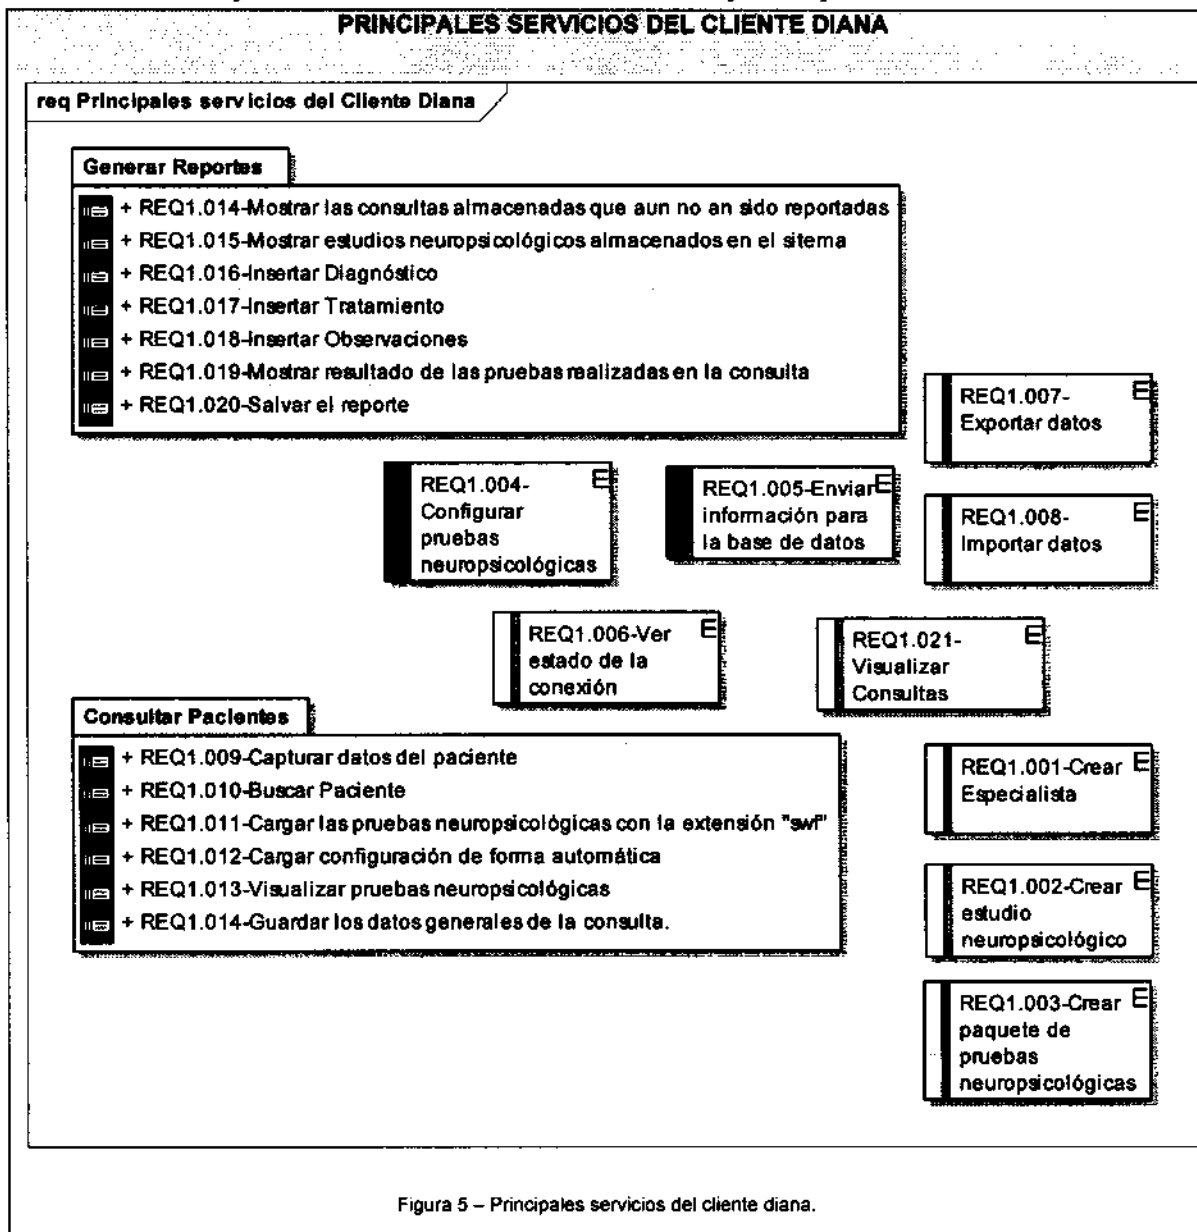 PRINCIPALES SERVICIOS DEL CLIENTE DIANA
req Principales servicios del Cliente Diana
Generar Reportes
+ REQ1.014-Mostrar las consultas almacenadas que aun no an sido reportadas
+ REQ1.015-Mostrar estudios neuropsicológicos almacenados en el sitema
+ REQ1.016-Insertar Diagnóstico
+ REQ1.017-Insertar Tratamiento
+ REQ1.018-Insertar Observaciones
+ REQ1.019-Mostrar resultado de las pruebas realizadas en la consulta
+ REQ1.020-Salvar el reporte
REQ1.007-
Exportar datos
REQ1.004-
Configurar
pruebas
neuropsicológicas
REQ1.005-Enviar
información para
la base de datos
REQ1.008-
Importar datos
REQ1.006-Ver
estado de la
conexión
REQ1.021-
Visualizar
Consultas
Consultar Pacientes
+ REQ1.009-Capturar datos del paciente
+ REQ1.010-Buscar Paciente
+ REQ1.011-Cargar las pruebas neuropsicológicas con la extensión "swf"
+ REQ1.012-Cargar configuración de forma automática
+ REQ1.013-Visualizar pruebas neuropsicológicas
+ REQ1.014-Guardar los datos generales de la consulta.
REQ1.001-Crear
Especialista
REQ1.002-Crear
estudio
neuropsicológico
REQ1.003-Crear
paquete de
pruebas
neuropsicológicas
Figura 5 – Principales servicios del cliente diana.